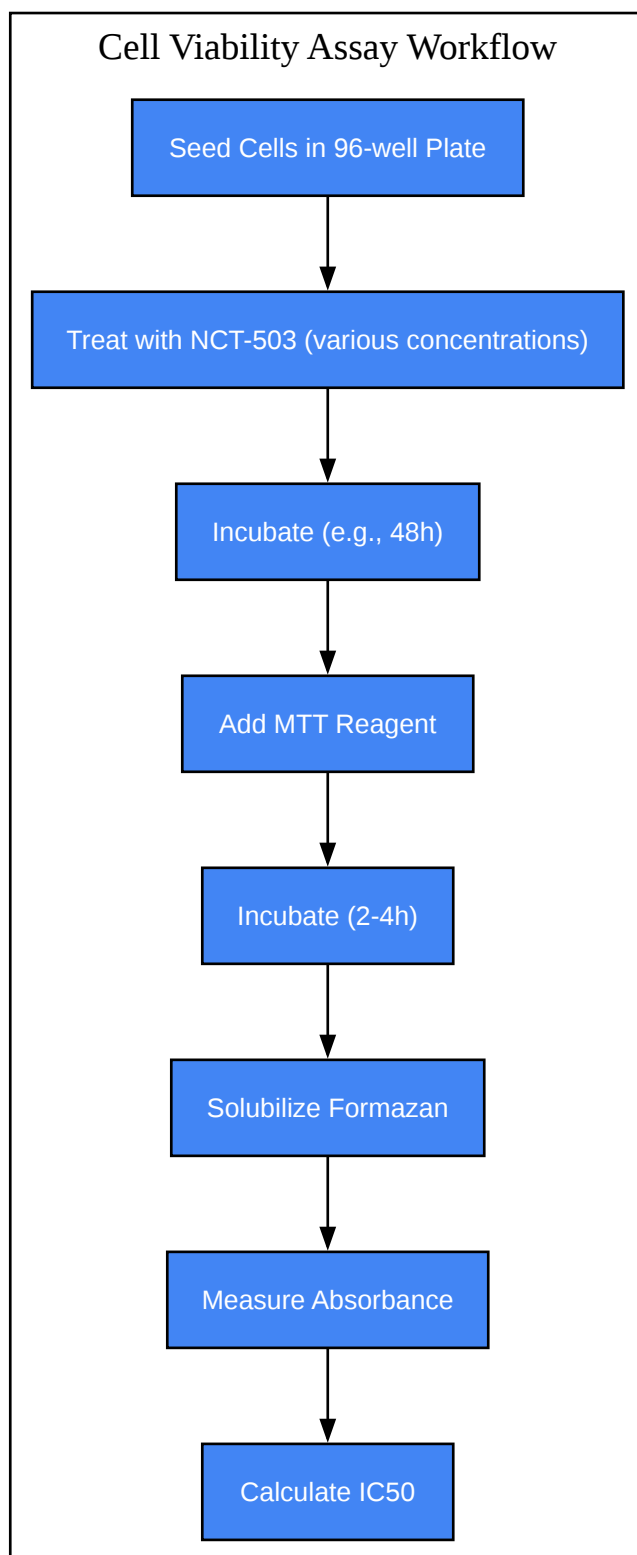 Cell Viability Assay Workflow
Seed Cells in 96-well Plate
Treat with NCT-503 (various concentrations)
Incubate (e.g., 48h)
Add MTT Reagent
Incubate (2-4h)
Solubilize Formazan
Measure Absorbance
Calculate IC50